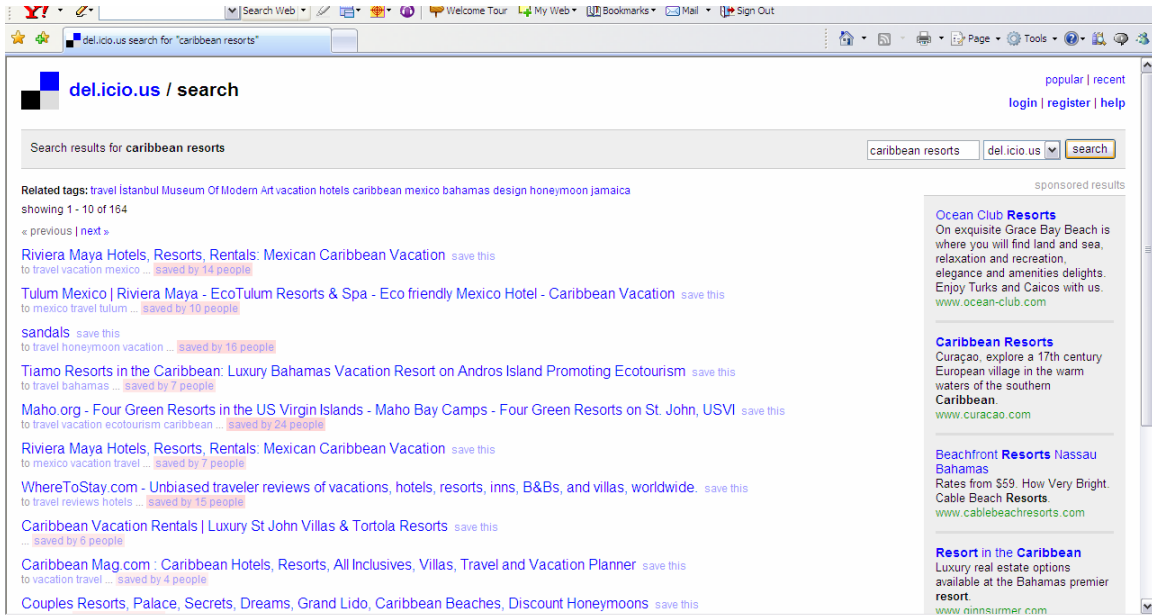 Y! Search Web Welcome Tour My Web Bookmarks Mail Sign Out
del.icio.us search for "caribbean resorts" Page Tools
del.icio.us / search
popular | recent
login | register | help
Search results for caribbean resorts
caribbean resorts del.icio.us search
Related tags: travel İstanbul Museum Of Modern Art vacation hotels caribbean mexico bahamas design honeymoon jamaica
showing 1 - 10 of 164
« previous | next »
Riviera Maya Hotels, Resorts, Rentals: Mexican Caribbean Vacation save this
to travel vacation mexico ... saved by 14 people
Tulum Mexico | Riviera Maya - EcoTulum Resorts & Spa - Eco friendly Mexico Hotel - Caribbean Vacation save this
to mexico travel tulum ... saved by 10 people
sandals save this
to travel honeymoon vacation ... saved by 16 people
Tiamo Resorts in the Caribbean: Luxury Bahamas Vacation Resort on Andros Island Promoting Ecotourism save this
to travel bahamas ... saved by 7 people
Maho.org - Four Green Resorts in the US Virgin Islands - Maho Bay Camps - Four Green Resorts on St. John, USVI save this
to travel vacation ecotourism caribbean ... saved by 24 people
Riviera Maya Hotels, Resorts, Rentals: Mexican Caribbean Vacation save this
to mexico vacation travel ... saved by 7 people
WhereToStay.com - Unbiased traveler reviews of vacations, hotels, resorts, inns, B&Bs, and villas, worldwide. save this
to travel reviews hotels ... saved by 15 people
Caribbean Vacation Rentals | Luxury St John Villas & Tortola Resorts save this
... saved by 6 people
Caribbean Mag.com : Caribbean Hotels, Resorts, All Inclusives, Villas, Travel and Vacation Planner save this
to vacation travel ... saved by 4 people
Couples Resorts, Palace, Secrets, Dreams, Grand Lido, Caribbean Beaches, Discount Honeymoons save this
sponsored results
Ocean Club Resorts
On exquisite Grace Bay Beach is
where you will find land and sea,
relaxation and recreation,
elegance and amenities delights.
Enjoy Turks and Caicos with us.
www.ocean-club.com
Caribbean Resorts
Curaçao, explore a 17th century
European village in the warm
waters of the southern
Caribbean.
www.curacao.com
Beachfront Resorts Nassau
Bahamas
Rates from $59. How Very Bright.
Cable Beach Resorts.
www.cablebeachresorts.com
Resort in the Caribbean
Luxury real estate options
available at the Bahamas premier
resort.
www.ginnsurmer.com